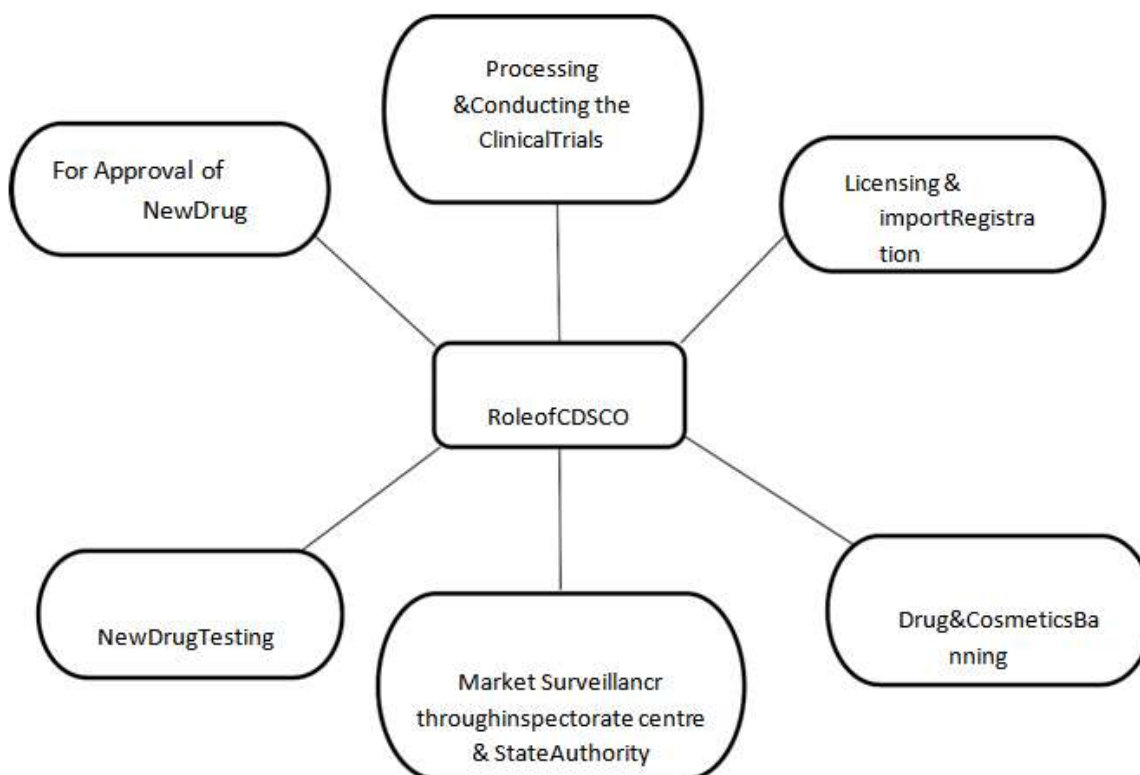 Processing
&Conducting the
ClinicalTrials
For Approval of
NewDrug
Licensing &
importRegistra
tion
RoleofCDSCO
NewDrugTesting
Market Surveillancr
throughinspectorate centre
& StateAuthority
Drug&CosmeticsBa
nning